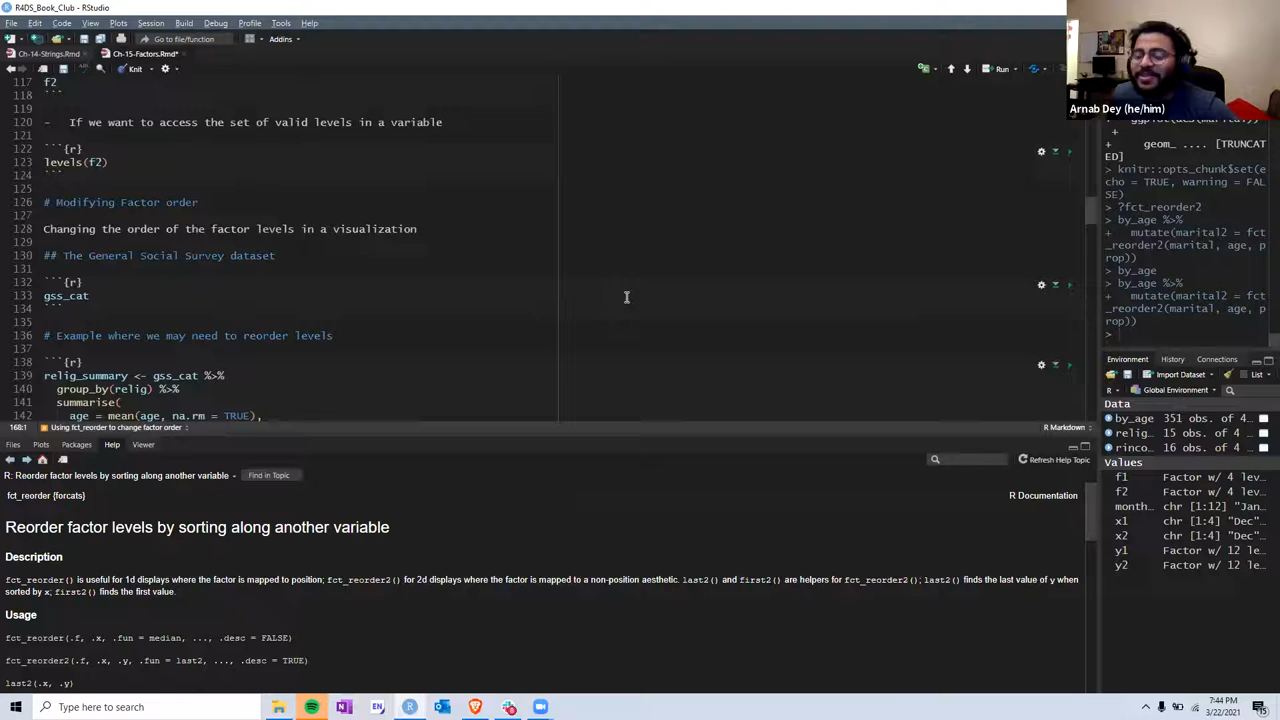 R4DS_Book_Club - RStudio
File Edit Code View Plots Session Build Debug Profile Tools Help
Go to file/function Addins
Ch-14-Strings.Rmd Ch-15-Factors.Rmd*
Knit Run
117 f2
118 ```
119
120 - If we want to access the set of valid levels in a variable
121
122 ```{r}
123 levels(f2)
124 ```
125
126 # Modifying Factor order
127
128 Changing the order of the factor levels in a visualization
129
130 ## The General Social Survey dataset
131
132 ```{r}
133 gss_cat
134 ```
135
136 # Example where we may need to reorder levels
137
138 ```{r}
139 relig_summary <- gss_cat %>%
140 group_by(relig) %>%
141 summarise(
142 age = mean(age, na.rm = TRUE),
168:1 Using fct_reorder to change factor order R Markdown
Files Plots Packages Help Viewer
Refresh Help Topic
R: Reorder factor levels by sorting along another variable Find in Topic
fct_reorder {forcats} R Documentation
Reorder factor levels by sorting along another variable
Description
fct_reorder() is useful for 1d displays where the factor is mapped to position; fct_reorder2() for 2d displays where the factor is mapped to a non-position aesthetic. last2() and first2() are helpers for fct_reorder2(); last2() finds the last value of y when
sorted by x; first2() finds the first value.
Usage
fct_reorder(.f, .x, .fun = median, ..., .desc = FALSE)
fct_reorder2(.f, .x, .y, .fun = last2, ..., .desc = TRUE)
last2(.x, .y)
Arnab Dey (he/him)
+
+ geom_ .... [TRUNCAT
ED]
> knitr::opts_chunk$set(e
cho = TRUE, warning = FAL
SE)
> ?fct_reorder2
> by_age %>%
+ mutate(marital2 = fct
_reorder2(marital, age, p
rop))
> by_age
> by_age %>%
+ mutate(marital2 = fct
_reorder2(marital, age, p
rop))
>
Environment History Connections
Import Dataset List
R Global Environment
Data
by_age 351 obs. of 4…
relig… 15 obs. of 4 …
rinco… 16 obs. of 4 …
Values
f1 Factor w/ 4 lev…
f2 Factor w/ 4 lev…
month… chr [1:12] "Jan…
x1 chr [1:4] "Dec"…
x2 chr [1:4] "Dec"…
y1 Factor w/ 12 le…
y2 Factor w/ 12 le…
Type here to search
EN
7:44 PM
3/22/2021
15